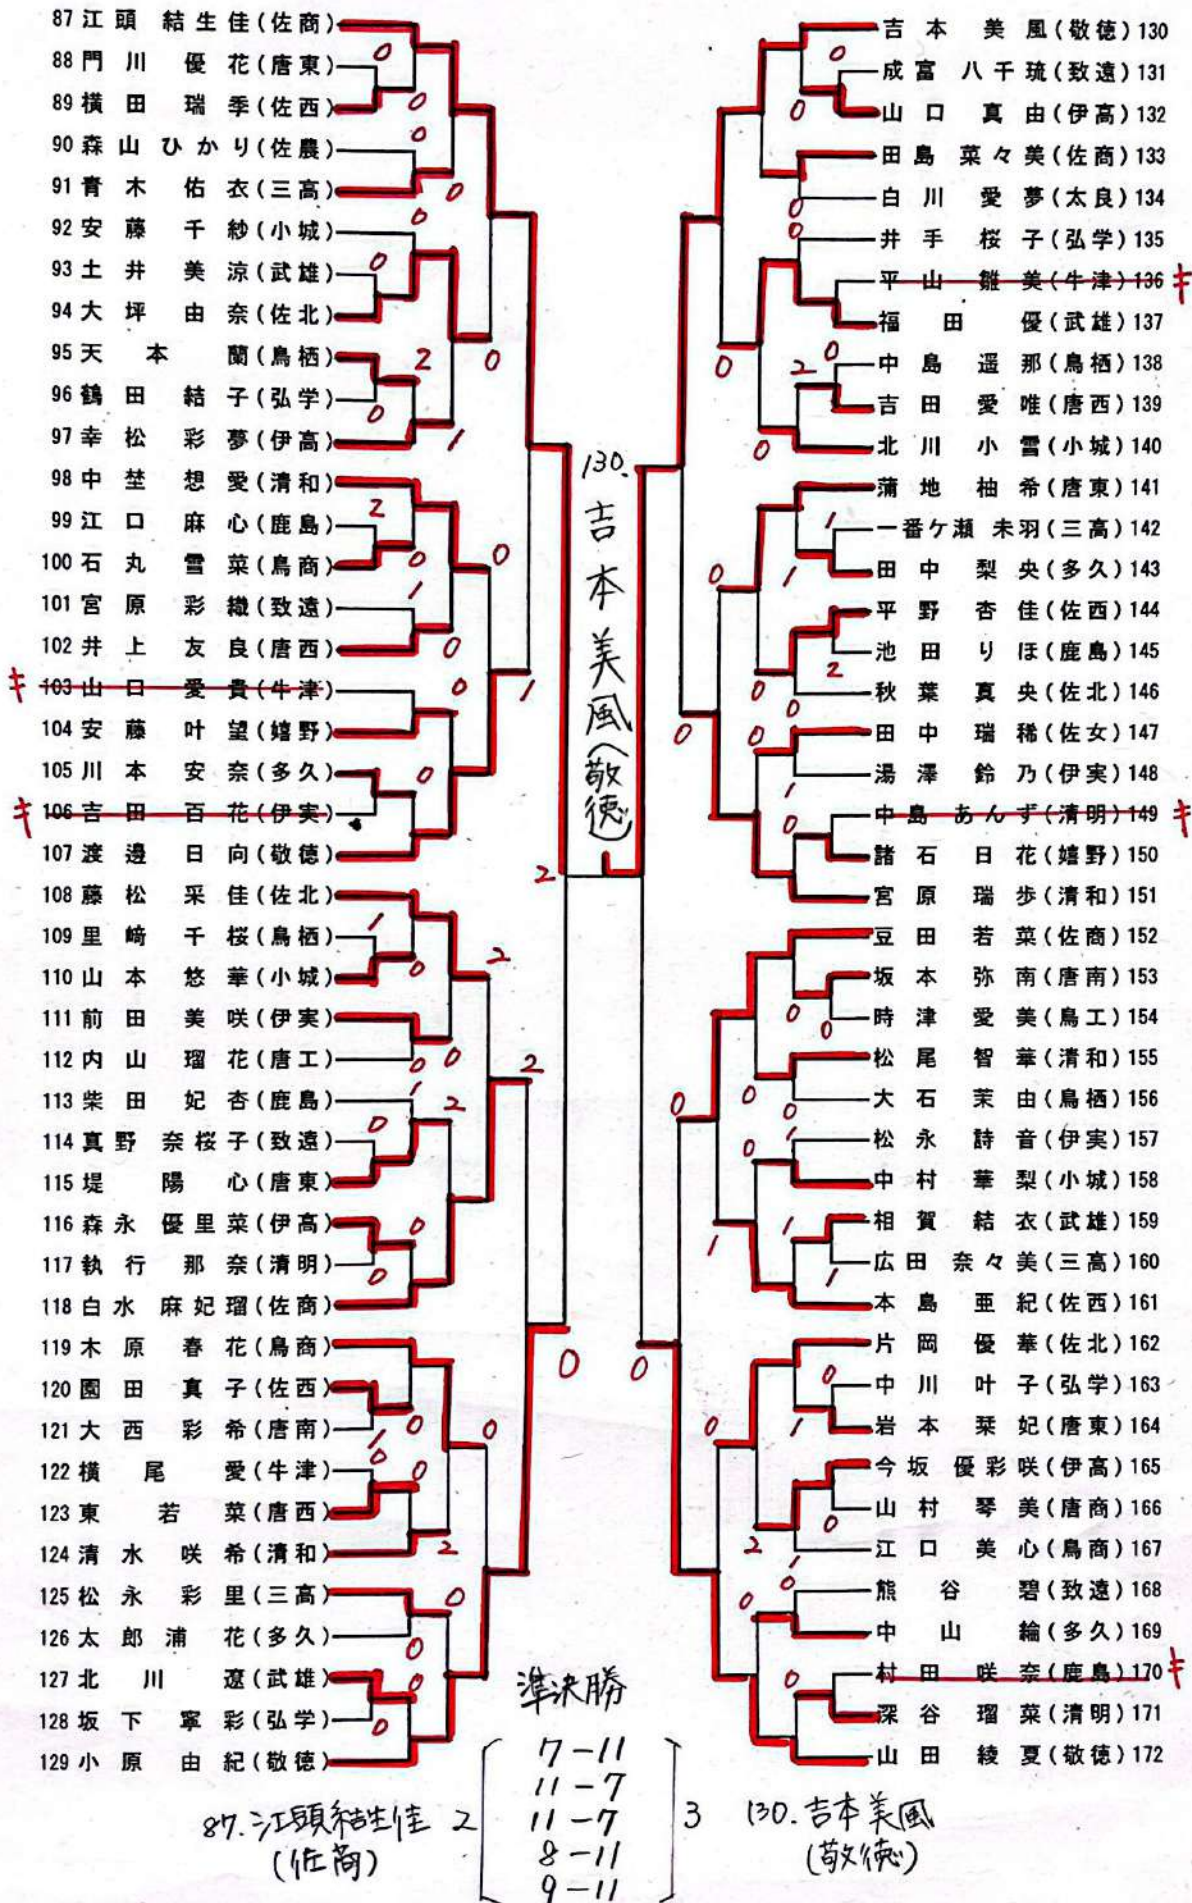 87 江頭 結生佳 (佐商)
88 門川 優花 (唐東)
89 横田 瑞季 (佐西)
90 森山 ひかり (佐農)
91 青木 佑衣 (三高)
92 安藤 千紗 (小城)
93 土井 美涼 (武雄)
94 大坪 由奈 (佐北)
95 天本 蘭 (鳥栖)
96 鶴田 結子 (弘学)
97 幸松 彩夢 (伊高)
98 中埜 想愛 (清和)
99 江口 麻心 (鹿島)
100 石丸 雪菜 (鳥商)
101 宮原 彩織 (致遠)
102 井上 友良 (唐西)
キ 103 山口 愛貴 (牛津)
104 安藤 叶望 (嬉野)
105 川本 安奈 (多久)
キ 106 吉田 百花 (伊実)
107 渡邊 日向 (敬徳)
108 藤松 采佳 (佐北)
109 里崎 千桜 (鳥栖)
110 山本 悠華 (小城)
111 前田 美咲 (伊実)
112 内山 瑠花 (唐工)
113 柴田 妃杏 (鹿島)
114 真野 奈桜子 (致遠)
115 堤 陽心 (唐東)
116 森永 優里菜 (伊高)
117 執行 那奈 (清明)
118 白水 麻妃瑠 (佐商)
119 木原 春花 (鳥商)
120 園田 真子 (佐西)
121 大西 彩希 (唐南)
122 横尾 愛 (牛津)
123 東 若菜 (唐西)
124 清水 咲希 (清和)
125 松永 彩里 (三高)
126 太郎浦 花 (多久)
127 北川 遼 (武雄)
128 坂下 寧彩 (弘学)
129 小原 由紀 (敬徳)
130. 吉本美風(敬徳)
吉本 美風 (敬徳) 130
成富 八千琉 (致遠) 131
山口 真由 (伊高) 132
田島 菜々美 (佐商) 133
白川 愛夢 (太良) 134
井手 桜子 (弘学) 135
平山 雛美 (牛津) 136 キ
福田 優 (武雄) 137
中島 遥那 (鳥栖) 138
吉田 愛唯 (唐西) 139
北川 小雪 (小城) 140
蒲地 柚希 (唐東) 141
一番ケ瀬 未羽 (三高) 142
田中 梨央 (多久) 143
平野 杏佳 (佐西) 144
池田 りほ (鹿島) 145
秋葉 真央 (佐北) 146
田中 瑞稀 (佐女) 147
湯澤 鈴乃 (伊実) 148
中島 あんず (清明) 149 キ
諸石 日花 (嬉野) 150
宮原 瑞歩 (清和) 151
豆田 若菜 (佐商) 152
坂本 弥南 (唐南) 153
時津 愛美 (鳥工) 154
松尾 智華 (清和) 155
大石 茉由 (鳥栖) 156
松永 詩音 (伊実) 157
中村 華梨 (小城) 158
相賀 結衣 (武雄) 159
広田 奈々美 (三高) 160
本島 亜紀 (佐西) 161
片岡 優華 (佐北) 162
中川 叶子 (弘学) 163
岩本 栞妃 (唐東) 164
今坂 優彩咲 (伊高) 165
山村 琴美 (唐商) 166
江口 美心 (鳥商) 167
熊谷 碧 (致遠) 168
中山 綸 (多久) 169
村田 咲奈 (鹿島) 170 キ
深谷 瑠菜 (清明) 171
山田 綾夏 (敬徳) 172
準決勝
7-11
11-7
87. 江頭結生佳 2 11-7 3 130. 吉本美風
(佐商) 8-11 (敬徳)
9-11